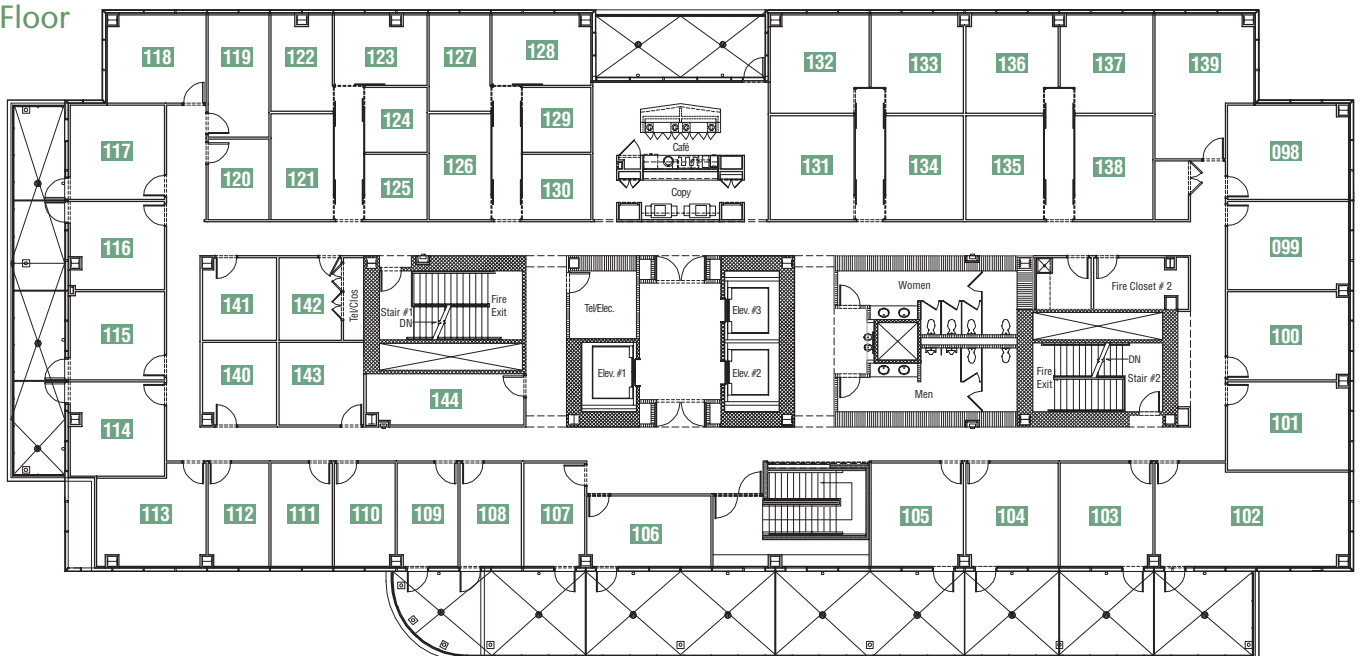 Floor
118
119
122
123
127
128
132
133
136
137
139
124
129
117
098
120
121
125
126
130
Café
Copy
131
134
135
138
116
099
141
142
Tel/Clos
Stair #1
DN
Fire
Exit
Tel/Elec.
Elev. #3
Women
Fire Closet # 2
115
100
140
143
144
Elev. #1
Elev. #2
Men
Fire
Exit
DN
Stair #2
114
101
113
112
111
110
109
108
107
106
105
104
103
102